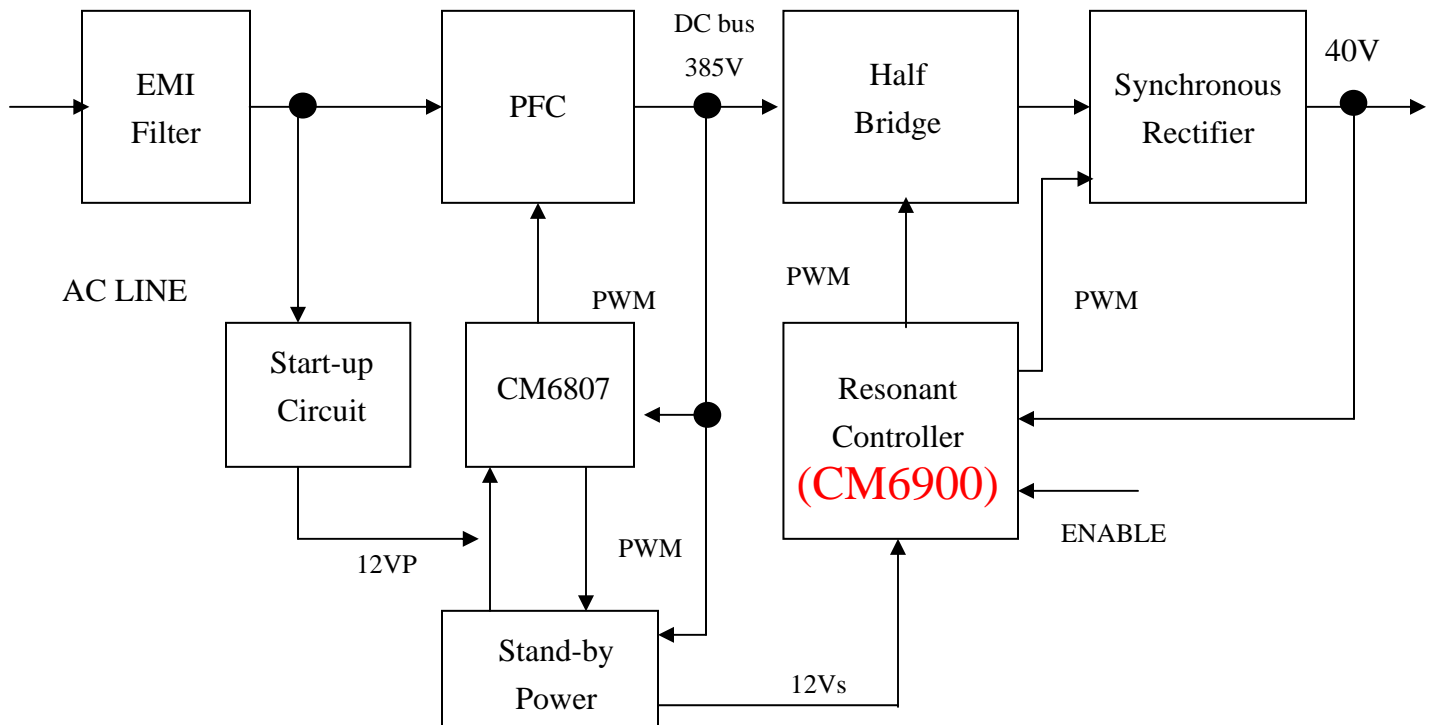 DC bus
385V
40V
EMI
Filter
PFC
Half
Bridge
Synchronous
Rectifier
AC LINE
PWM
PWM
PWM
Start-up
Circuit
CM6807
Resonant
Controller
(CM6900)
12VP
PWM
ENABLE
Stand-by
Power
12Vs